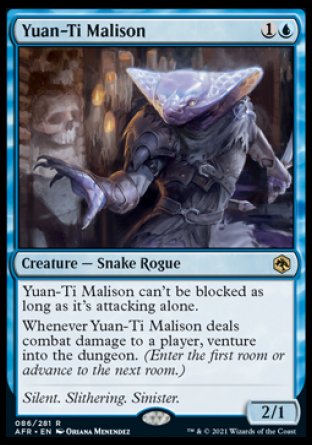 Yuan-Ti Malison 1
Creature — Snake Rogue
Yuan-Ti Malison can't be blocked as
long as it's attacking alone.
Whenever Yuan-Ti Malison deals
combat damage to a player, venture
into the dungeon. (Enter the first room or
advance to the next room.)
Silent. Slithering. Sinister.
2/1
086/281 R
AFR • EN Oriana Menendez
™ & © 2021 Wizards of the Coast